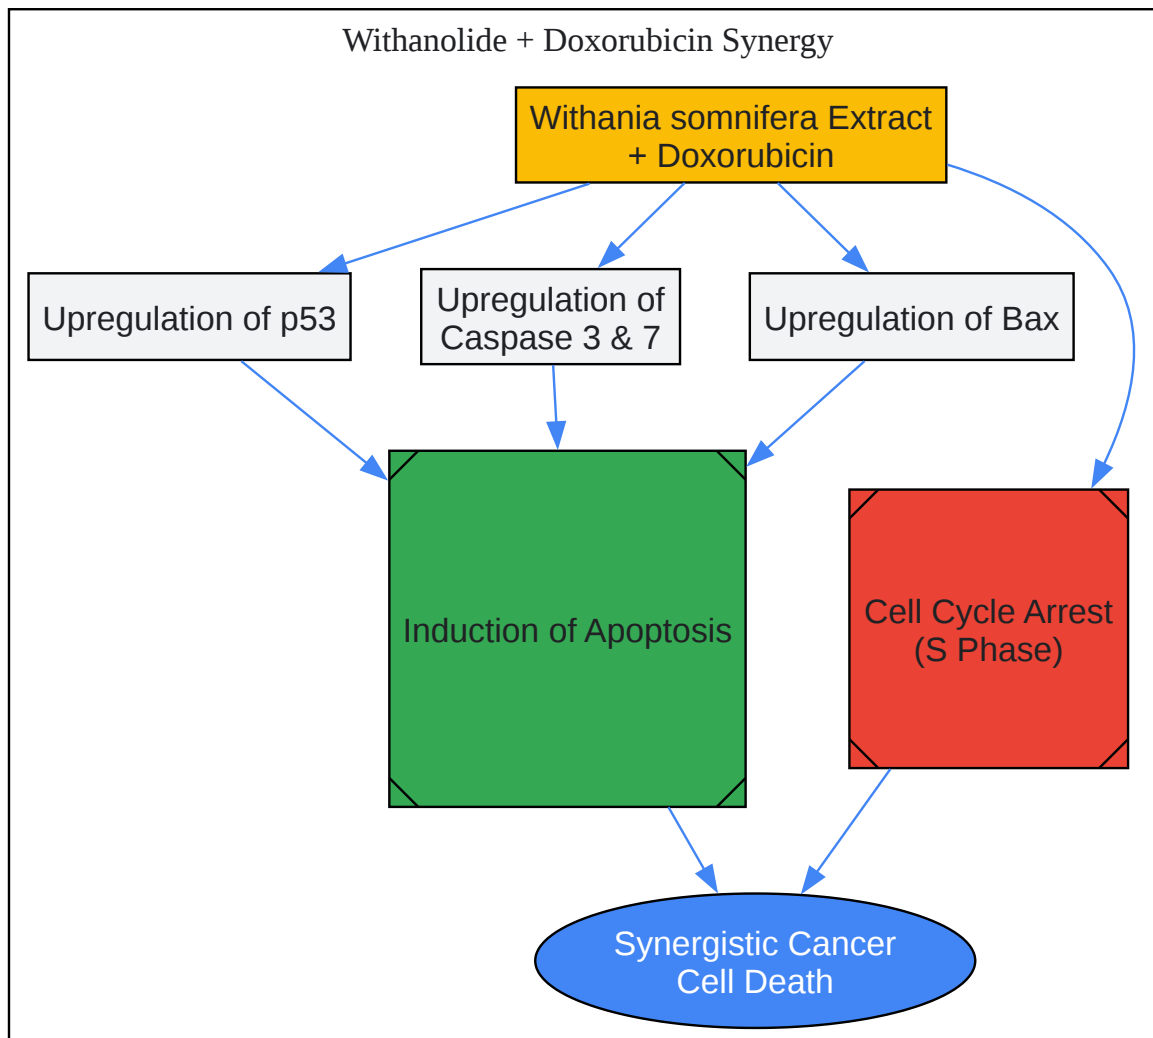 Withanolide + Doxorubicin Synergy
Withania somnifera Extract
+ Doxorubicin
Upregulation of p53
Upregulation of
Caspase 3 & 7
Upregulation of Bax
Induction of Apoptosis
Cell Cycle Arrest
(S Phase)
Synergistic Cancer
Cell Death